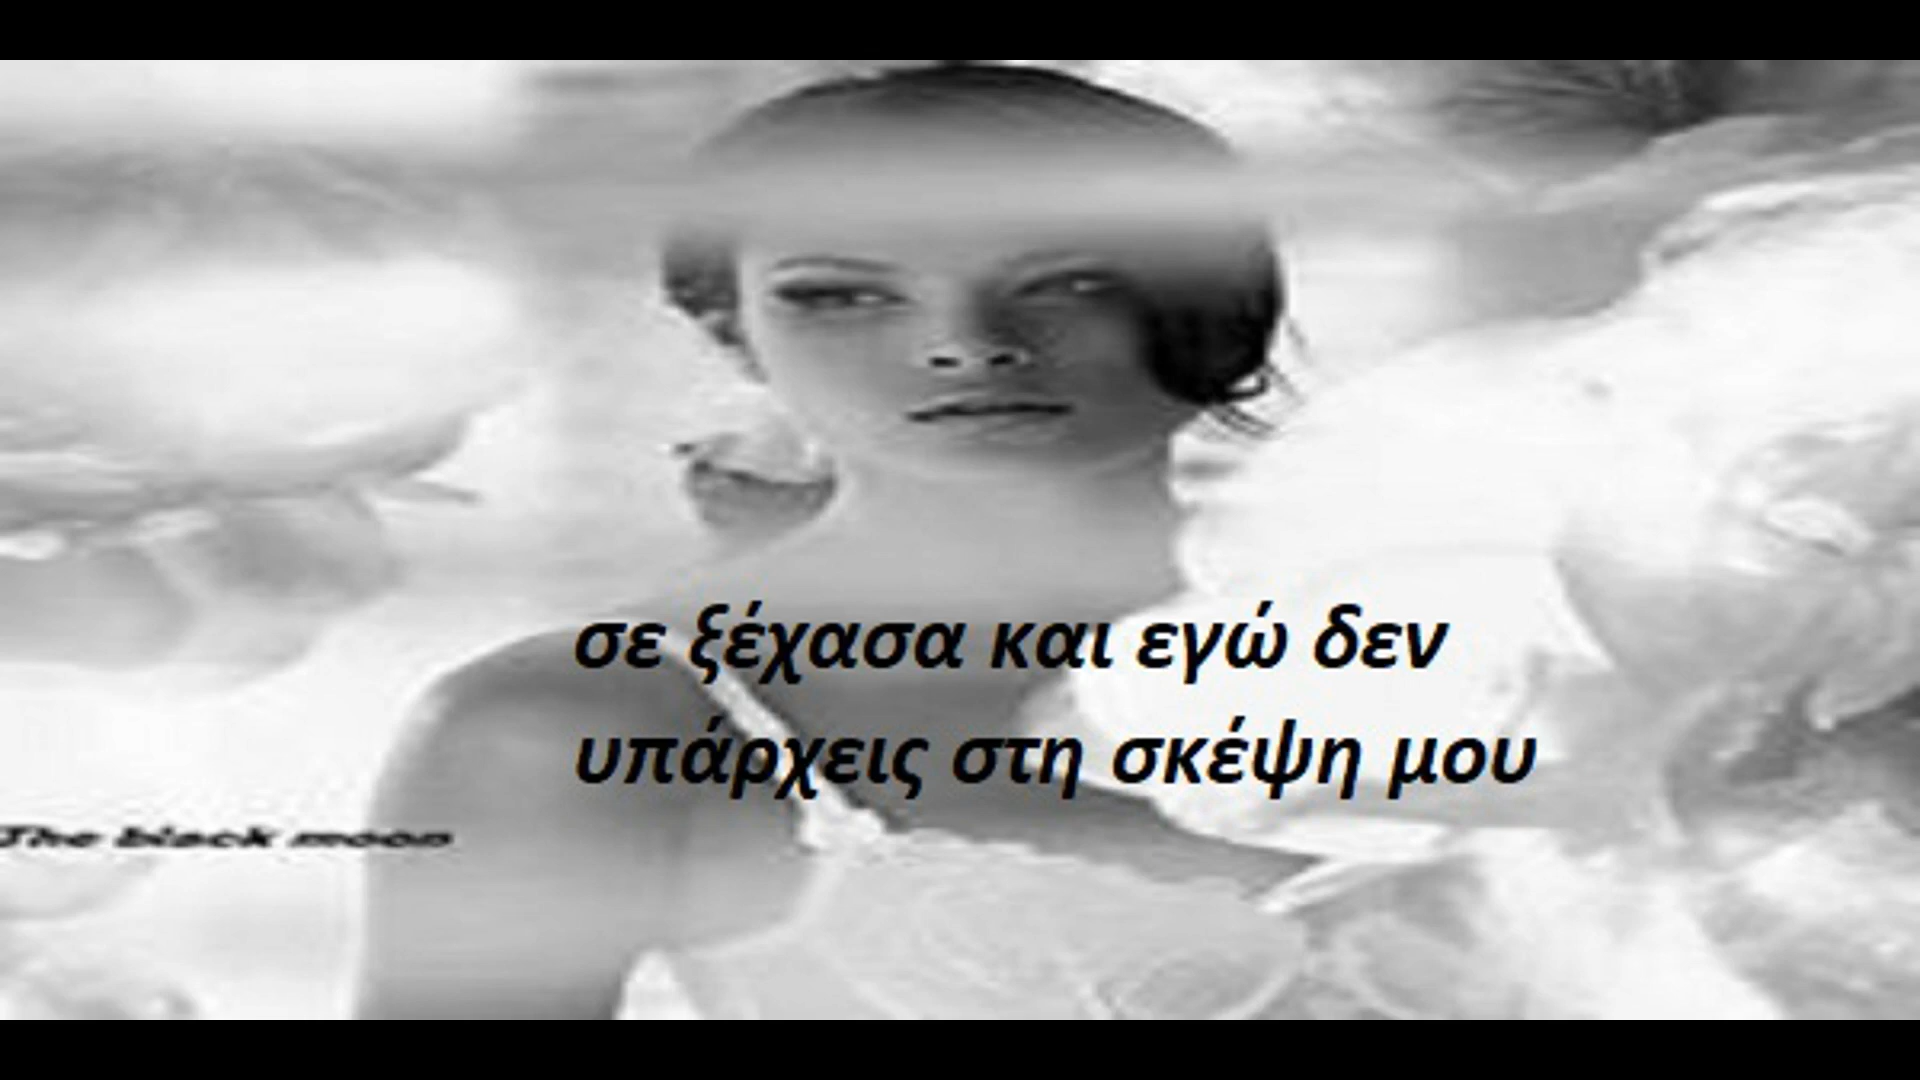 σε ξέχασα και εγώ δεν
υπάρχεις στη σκέψη μου
The black moon